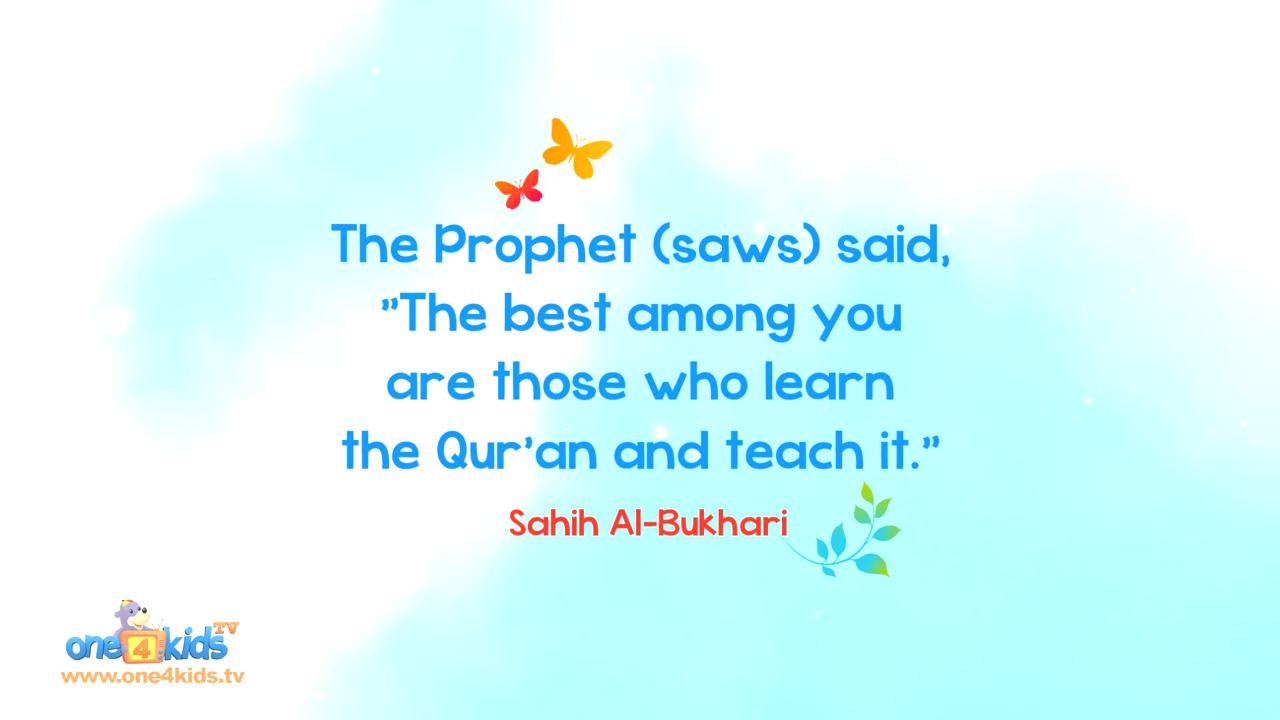 The Prophet (saws) said,
"The best among you
are those who learn
the Qur'an and teach it."
Sahih Al-Bukhari
one4kids TV
www.one4kids.tv